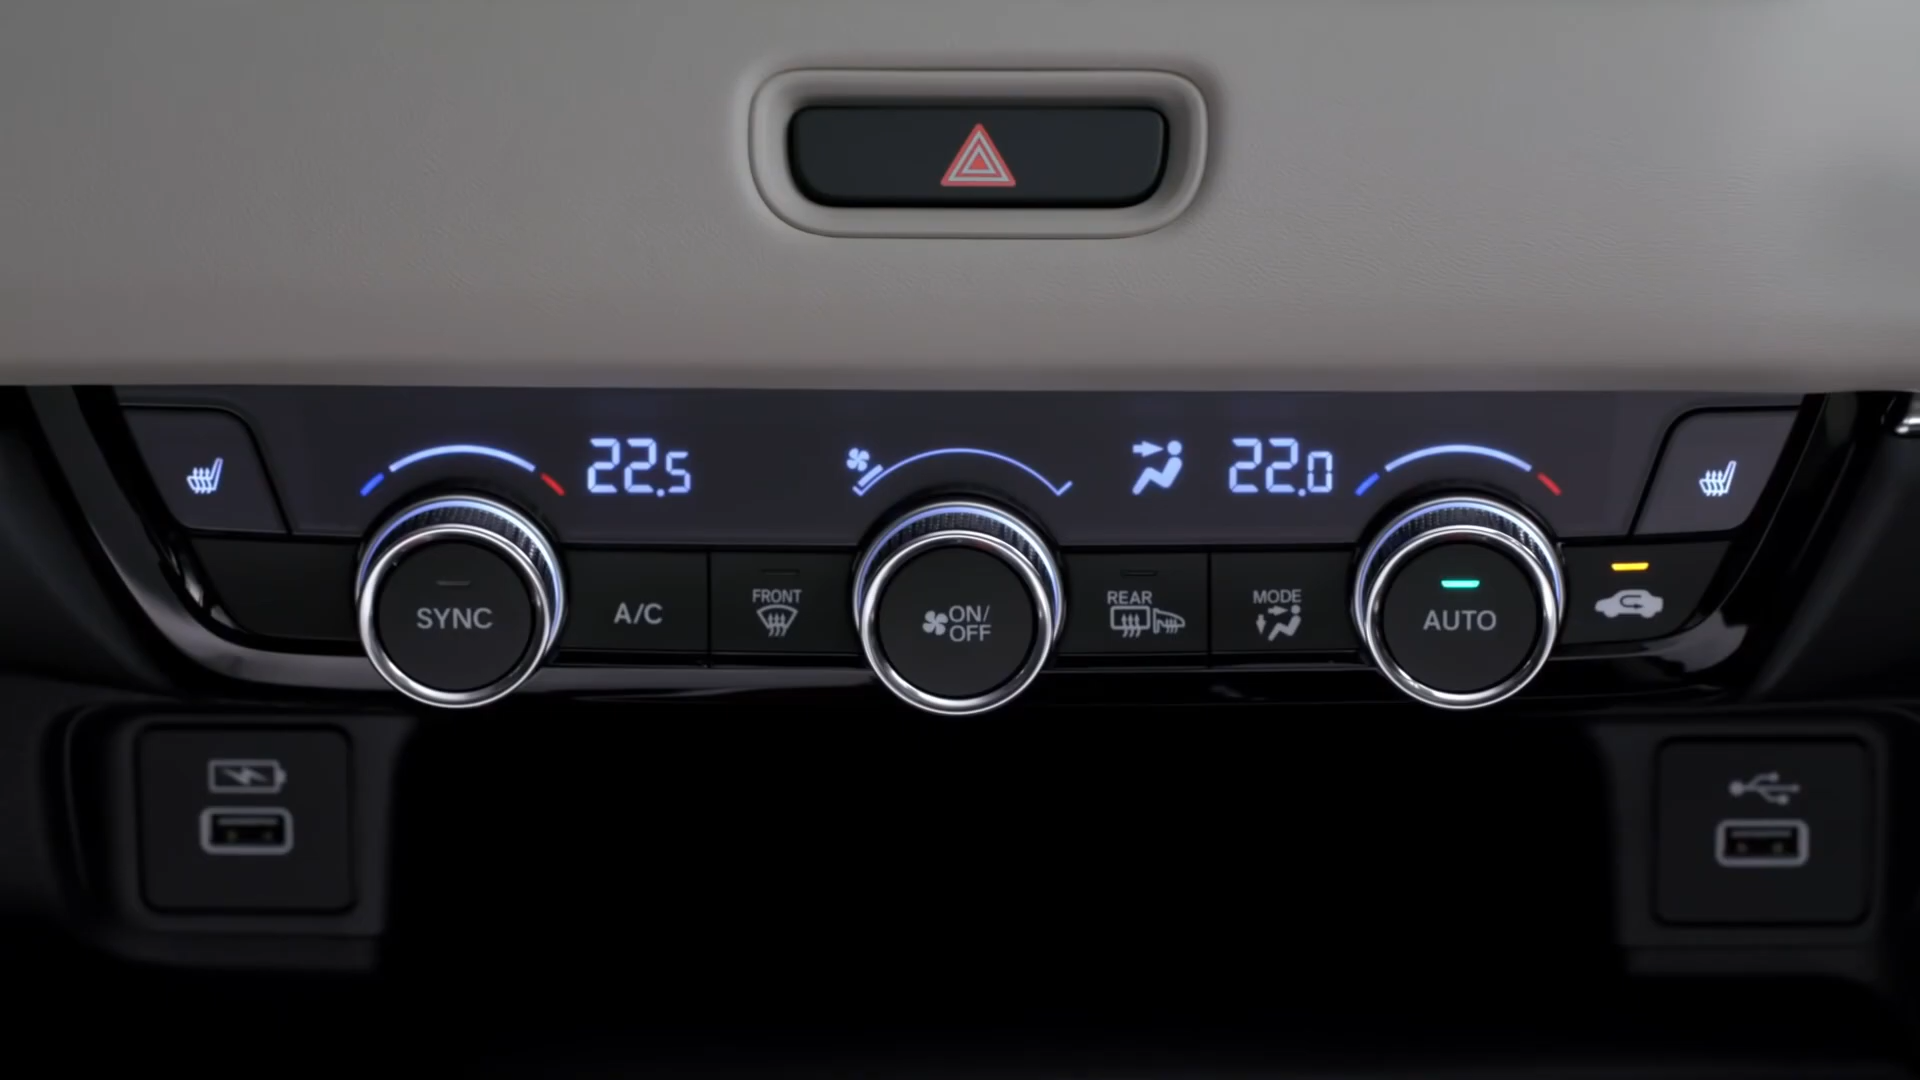 22.5
22.0
SYNC
A/C
FRONT
ON/
OFF
REAR
MODE
AUTO